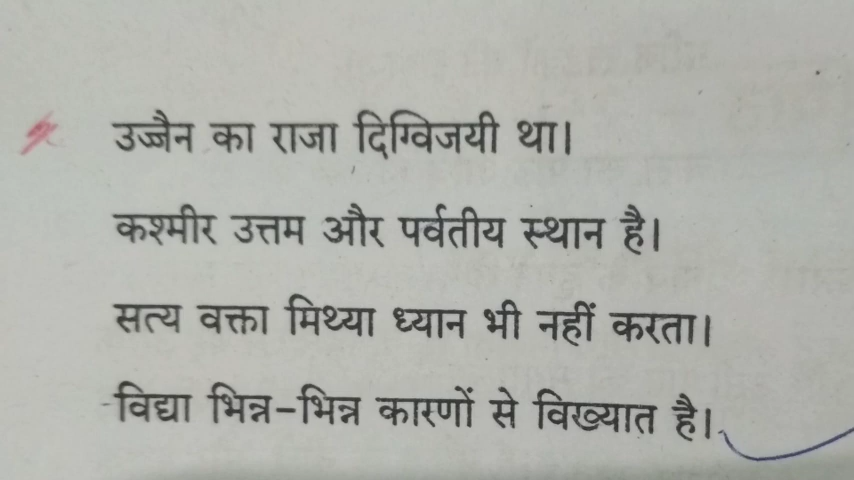 उज्जैन का राजा दिग्विजयी था।
कश्मीर उत्तम और पर्वतीय स्थान है।
सत्य वक्ता मिथ्या ध्यान भी नहीं करता।
विद्या भिन्न-भिन्न कारणों से विख्यात है।